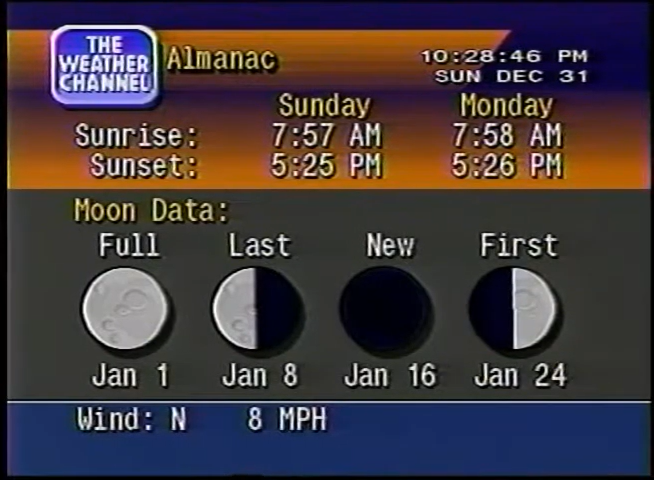 THE
WEATHER
CHANNEL
Almanac
10:28:46 PM
SUN DEC 31
Sunday Monday
Sunrise: 7:57 AM 7:58 AM
Sunset: 5:25 PM 5:26 PM
Moon Data:
Full Last New First
Jan 1 Jan 8 Jan 16 Jan 24
Wind: N 8 MPH